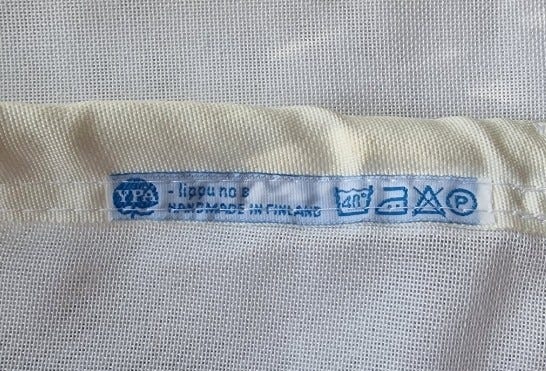 YPA
- lippu no 8
HANDMADE IN FINLAND
40°
P